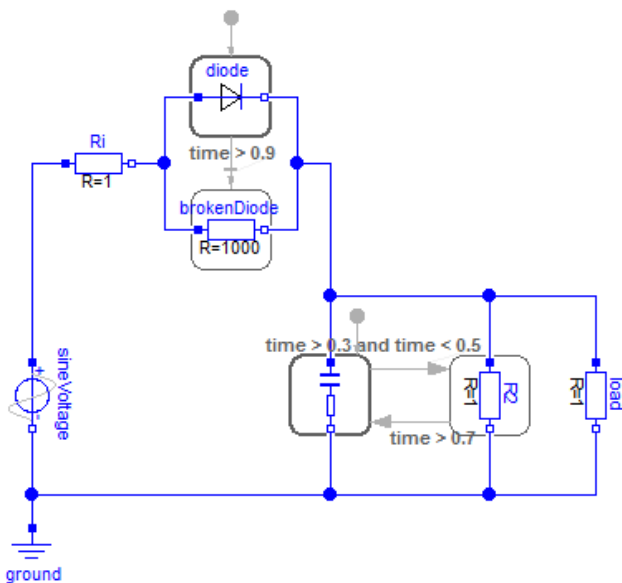 diode
Ri
R=1
time > 0.9
brokenDiode
R=1000
time > 0.3 and time < 0.5
sineVoltage
+
-
R=1
R2
R=1
load
time > 0.7
ground